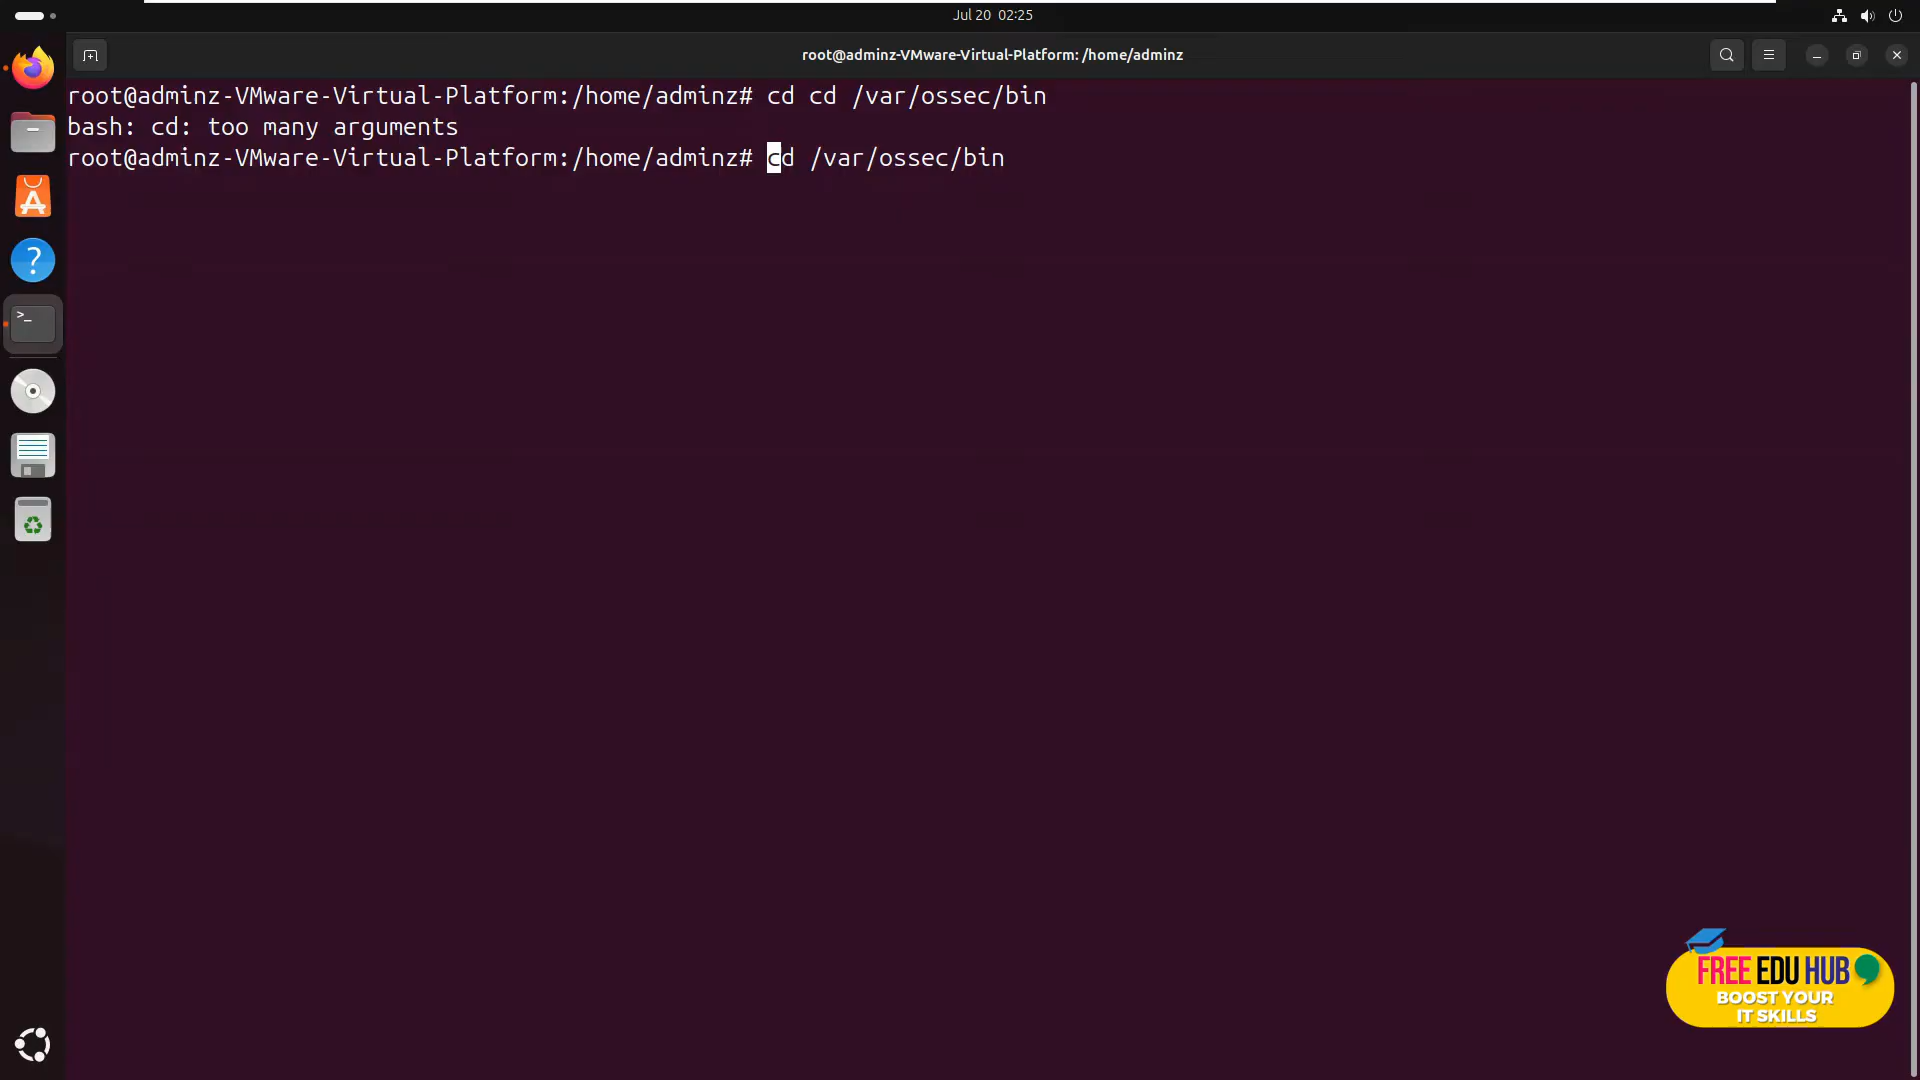 Jul 20 02:25
root@adminz-VMware-Virtual-Platform: /home/adminz
root@adminz-VMware-Virtual-Platform:/home/adminz# cd cd /var/ossec/bin
bash: cd: too many arguments
root@adminz-VMware-Virtual-Platform:/home/adminz# cd /var/ossec/bin
FREE EDU HUB
BOOST YOUR
IT SKILLS